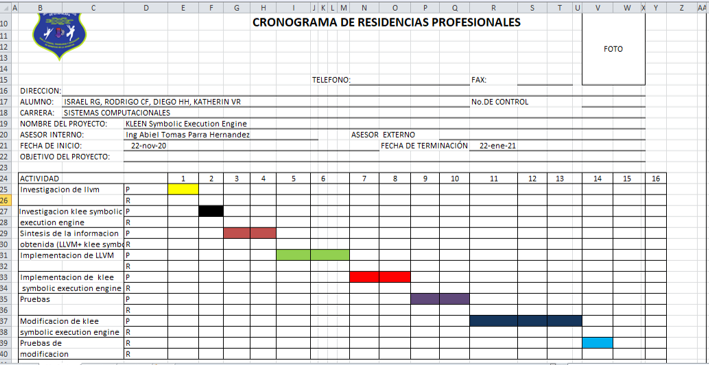 A B C D E F G H I J K L M N O P Q R S T U V W X Y Z AA
10 CRONOGRAMA DE RESIDENCIAS PROFESIONALES
11
12 FOTO
13
14
15 TELEFONO: FAX:
16 DIRECCION:
17 ALUMNO: ISRAEL RG, RODRIGO CF, DIEGO HH, KATHERIN VR No.DE CONTROL
18 CARRERA: SISTEMAS COMPUTACIONALES
19 NOMBRE DEL PROYECTO: KLEEN Symbolic Execution Engine
20 ASESOR INTERNO: Ing Abiel Tomas Parra Hernandez ASESOR EXTERNO
21 FECHA DE INICIO: 22-nov-20 FECHA DE TERMINACIÓN 22-ene-21
22 OBJETIVO DEL PROYECTO:
23
24 ACTIVIDAD 1 2 3 4 5 6 7 8 9 10 11 12 13 14 15 16
25 Investigacion de llvm P
26 R
27 Investigacion klee symbolic P
28 execution engine R
29 Sintesis de la informacion P
30 obtenida (LLVM+ klee symbo R
31 Implementacion de LLVM P
32 R
33 Implementacion de klee P
34 symbolic execution engine R
35 Pruebas P
36 R
37 Modificacion de klee P
38 symbolic execution engine R
39 Pruebas de P
40 modificacion R